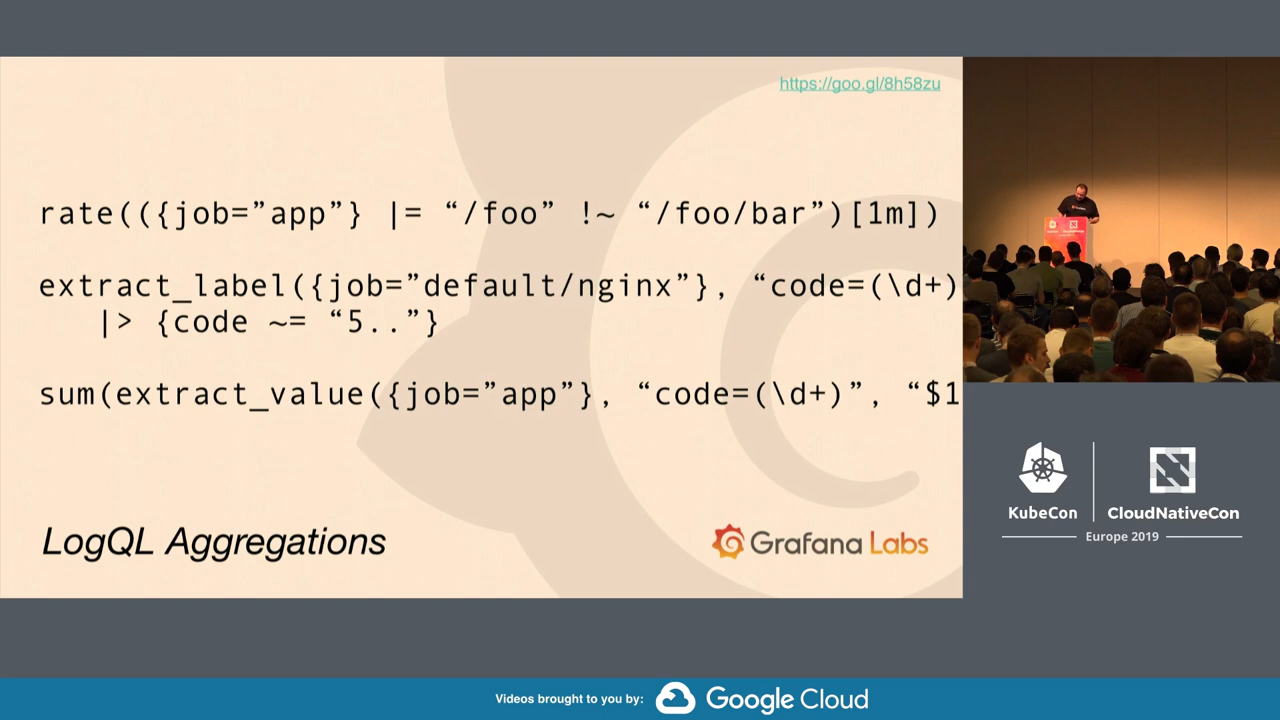 https://goo.gl/8h58zu
rate(({job=”app”} |= “/foo” !~ “/foo/bar”)[1m])
extract_label({job=”default/nginx”}, “code=(\d+)
|> {code ~= “5..”}
sum(extract_value({job=”app”}, “code=(\d+)”, “$1
LogQL Aggregations
Grafana Labs
KubeCon
CloudNativeCon
Europe 2019
Videos brought to you by:
Google Cloud